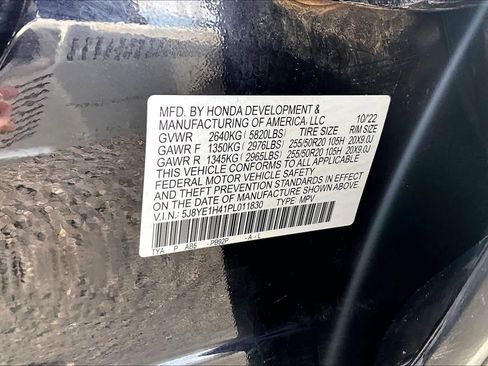 MFD. BY HONDA DEVELOPMENT &
MANUFACTURING OF AMERICA, LLC 10/22
GVWR 2640KG (5820LBS) TIRE SIZE RIM SIZE
GAWR F 1350KG (2976LBS) 255/50R20 105H 20X9.0J
GAWR R 1345KG (2965LBS) 255/50R20 105H 20X9.0J
THIS VEHICLE CONFORMS TO ALL APPLICABLE
FEDERAL MOTOR VEHICLE SAFETY
AND THEFT PREVENTION STANDARDS IN EFFECT
ON THE DATE OF MANUFACTURE SHOWN ABOVE.
V.I.N.: 5J8YE1H41PL011830 TYPE: MPV
TYA P AB5 -PB92P -A-L